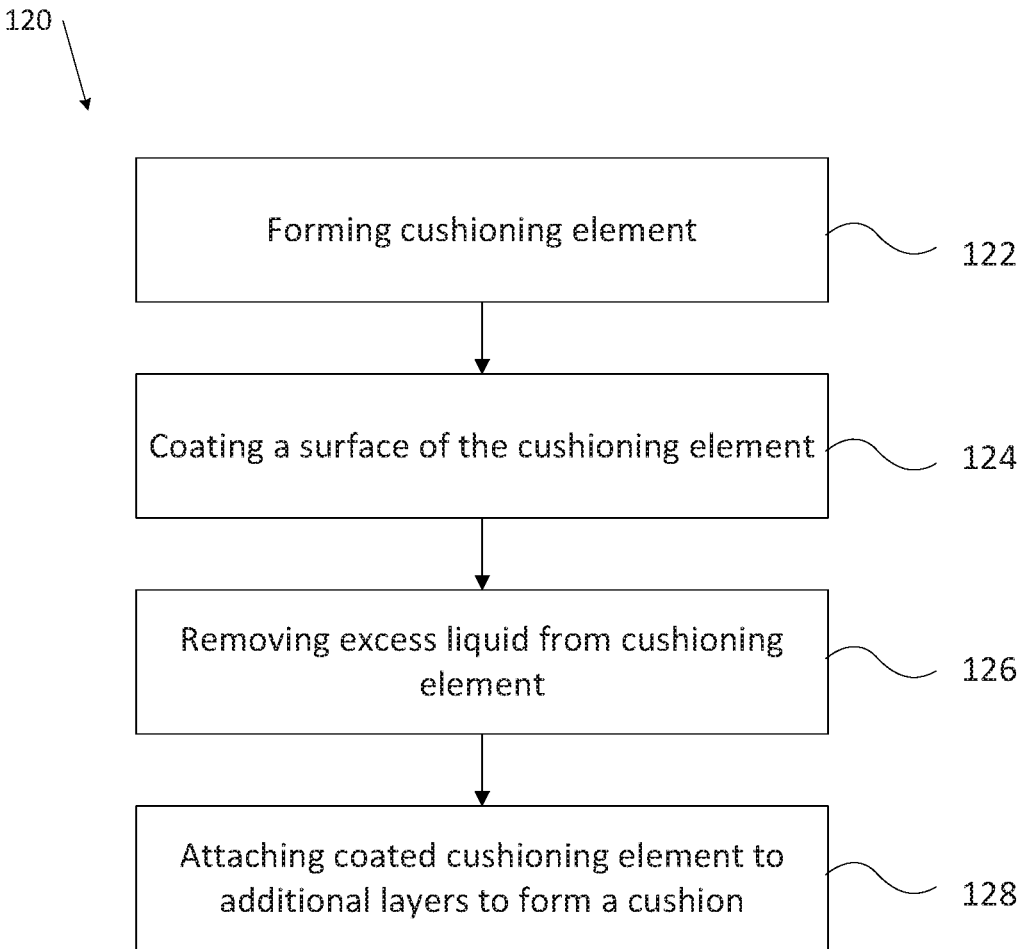 120
Forming cushioning element
122
Coating a surface of the cushioning element
124
Removing excess liquid from cushioning
element
126
Attaching coated cushioning element to
additional layers to form a cushion
128